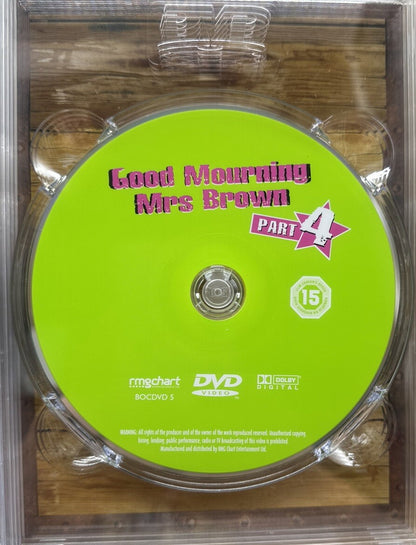 Good Mourning
Mrs Brown
PART 4
15
rmgchart
DVD
VIDEO
DOLBY
DIGITAL
BOCDVD 5
WARNING: All rights of the producer and of the owner of the work reproduced reserved. Unauthorised copying,
hiring, lending, public performance, radio or TV broadcasting of this video is prohibited.
Manufactured and distributed by RMG Chart Entertainment Ltd.